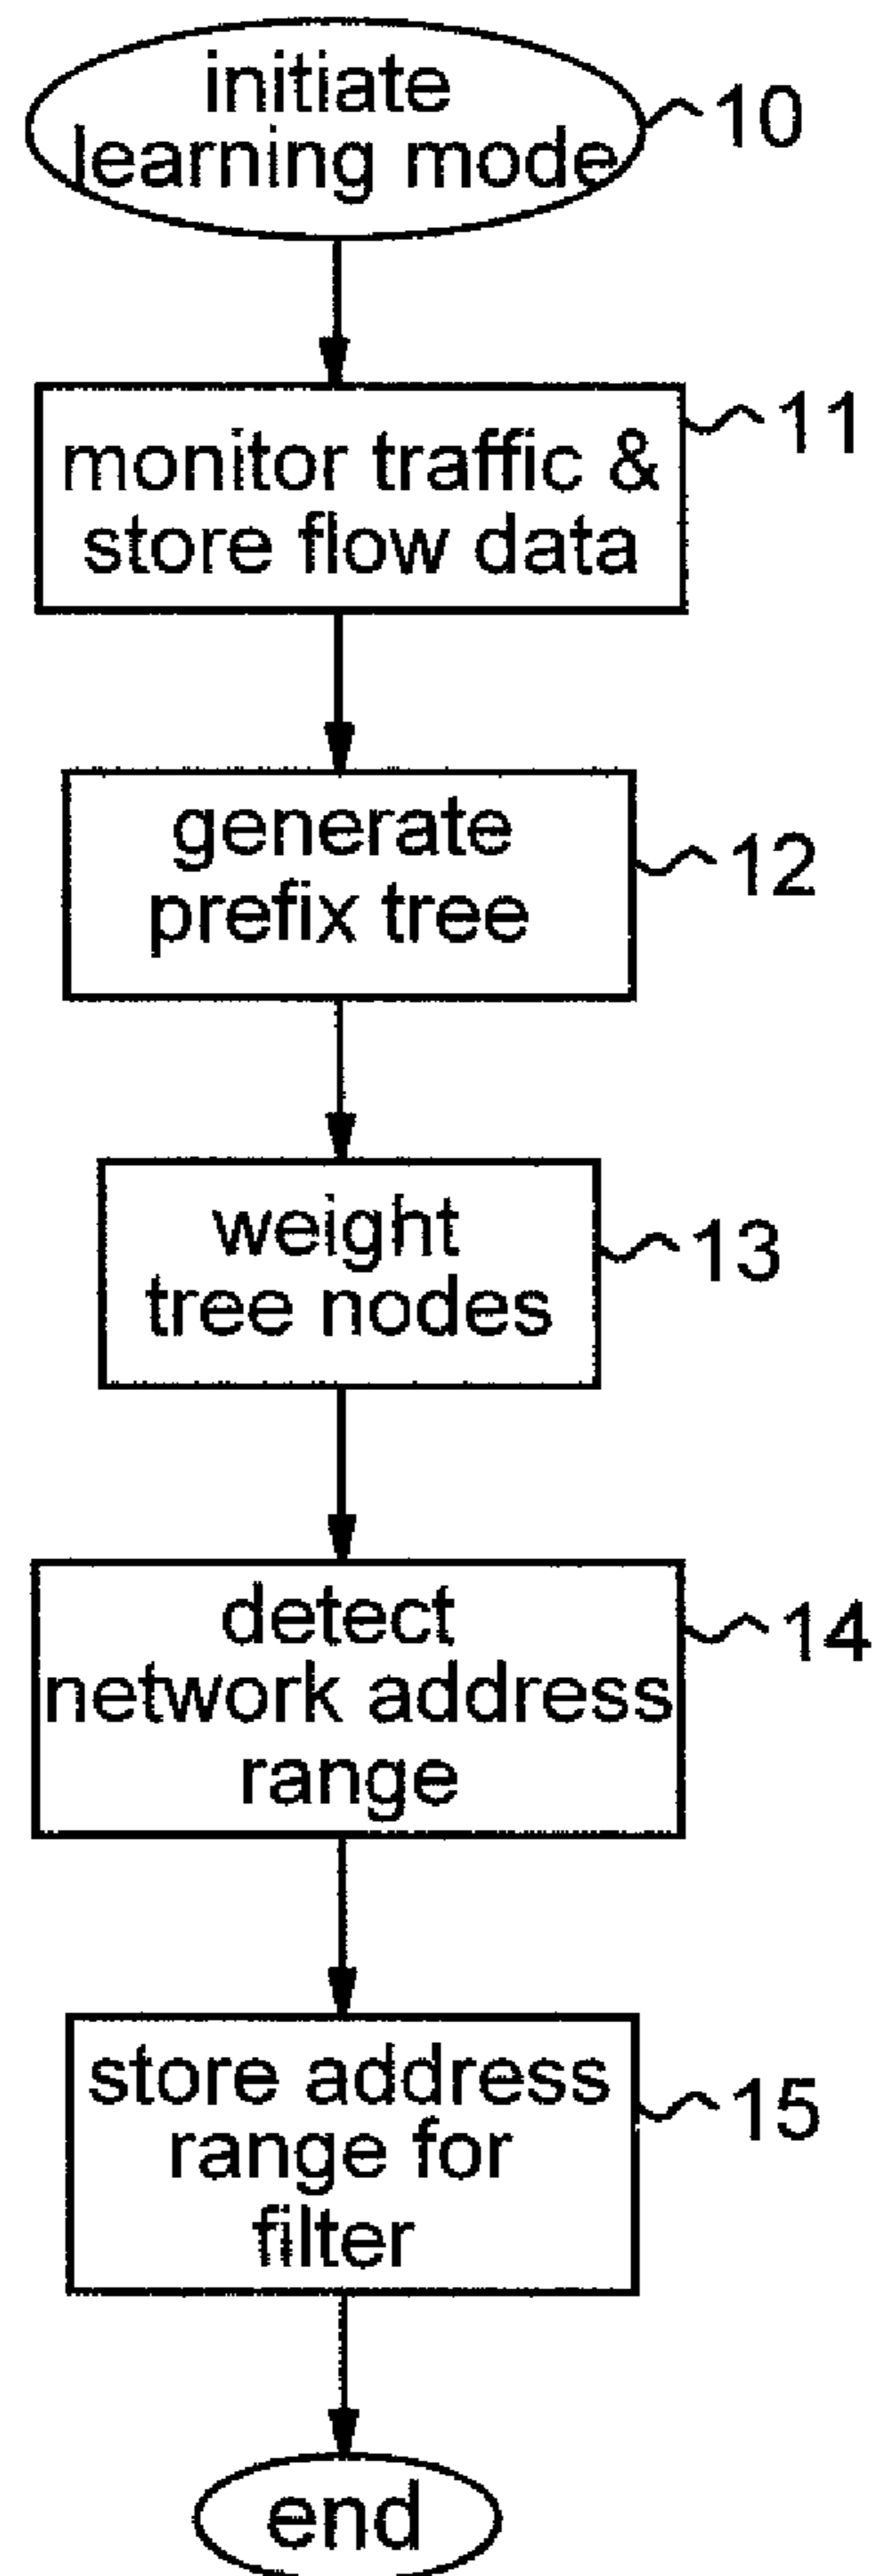 initiate
learning mode
10
monitor traffic &
store flow data
11
generate
prefix tree
12
weight
tree nodes
13
detect
network address
range
14
store address
range for
filter
15
end